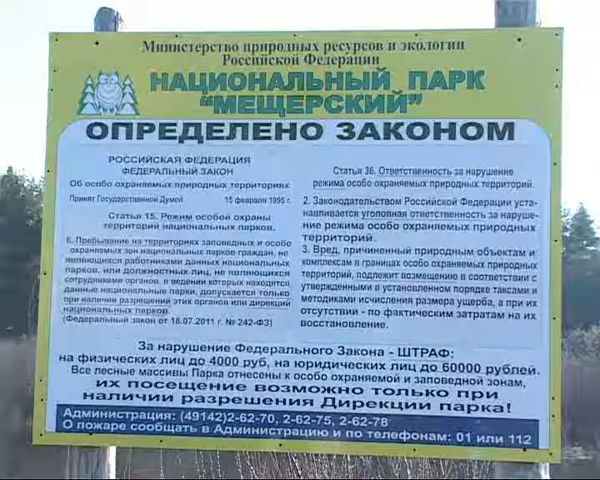 Министерство природных ресурсов и экологии
Российской Федерации
НАЦИОНАЛЬНЫЙ ПАРК
"МЕЩЕРСКИЙ"
ОПРЕДЕЛЕНО ЗАКОНОМ
РОССИЙСКАЯ ФЕДЕРАЦИЯ
ФЕДЕРАЛЬНЫЙ ЗАКОН
Об особо охраняемых природных территориях
Принят Государственной Думой 15 февраля 1995 г.
Статья 15. Режим особой охраны
территорий национальных парков.
6. Пребывание на территориях заповедных и особо
охраняемых зон национальных парков граждан, не
являющихся работниками данных национальных
парков, или должностных лиц, не являющихся
сотрудниками органов, в ведении которых находятся
данные национальные парки, допускается только
при наличии разрешений этих органов или дирекций
национальных парков.
(Федеральный закон от 18.07.2011 г. № 242-ФЗ)
Статья 36. Ответственность за нарушение
режима особо охраняемых природных территорий.
2. Законодательством Российской Федерации уста-
навливается уголовная ответственность за наруше-
ние режима особо охраняемых природных
территорий.
3. Вред, причиненный природным объектам и
комплексам в границах особо охраняемых природных
территорий, подлежит возмещению в соответствии с
утвержденными в установленном порядке таксами и
методиками исчисления размера ущерба, а при их
отсутствии - по фактическим затратам на их
восстановление.
За нарушение Федерального Закона - ШТРАФ:
на физических лиц до 4000 руб, на юридических лиц до 60000 рублей.
Все лесные массивы Парка отнесены к особо охраняемой и заповедной зонам,
их посещение возможно только при
наличии разрешения Дирекции парка!
Администрация: (49142)2-62-70, 2-62-75, 2-62-78
О пожаре сообщать в Администрацию и по телефонам: 01 или 112